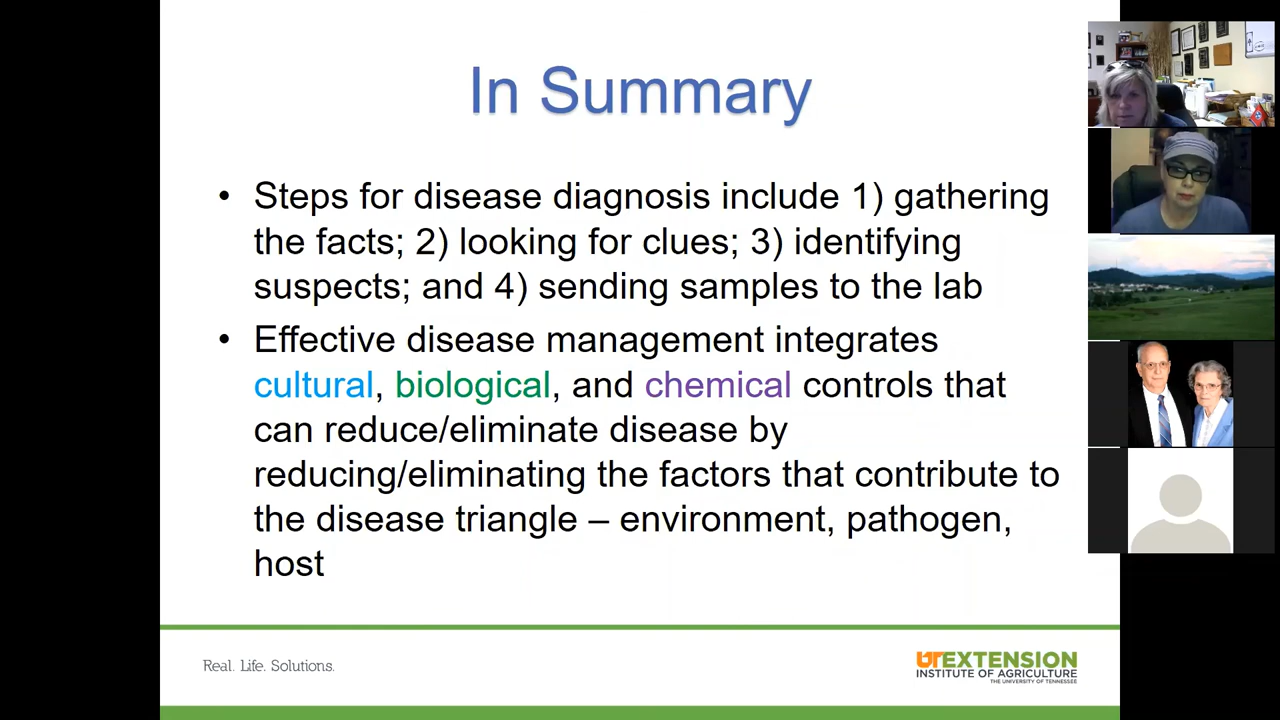 In Summary
• Steps for disease diagnosis include 1) gathering
the facts; 2) looking for clues; 3) identifying
suspects; and 4) sending samples to the lab
• Effective disease management integrates
cultural, biological, and chemical controls that
can reduce/eliminate disease by
reducing/eliminating the factors that contribute to
the disease triangle – environment, pathogen,
host
Real. Life. Solutions.
UT EXTENSION
INSTITUTE OF AGRICULTURE
THE UNIVERSITY OF TENNESSEE